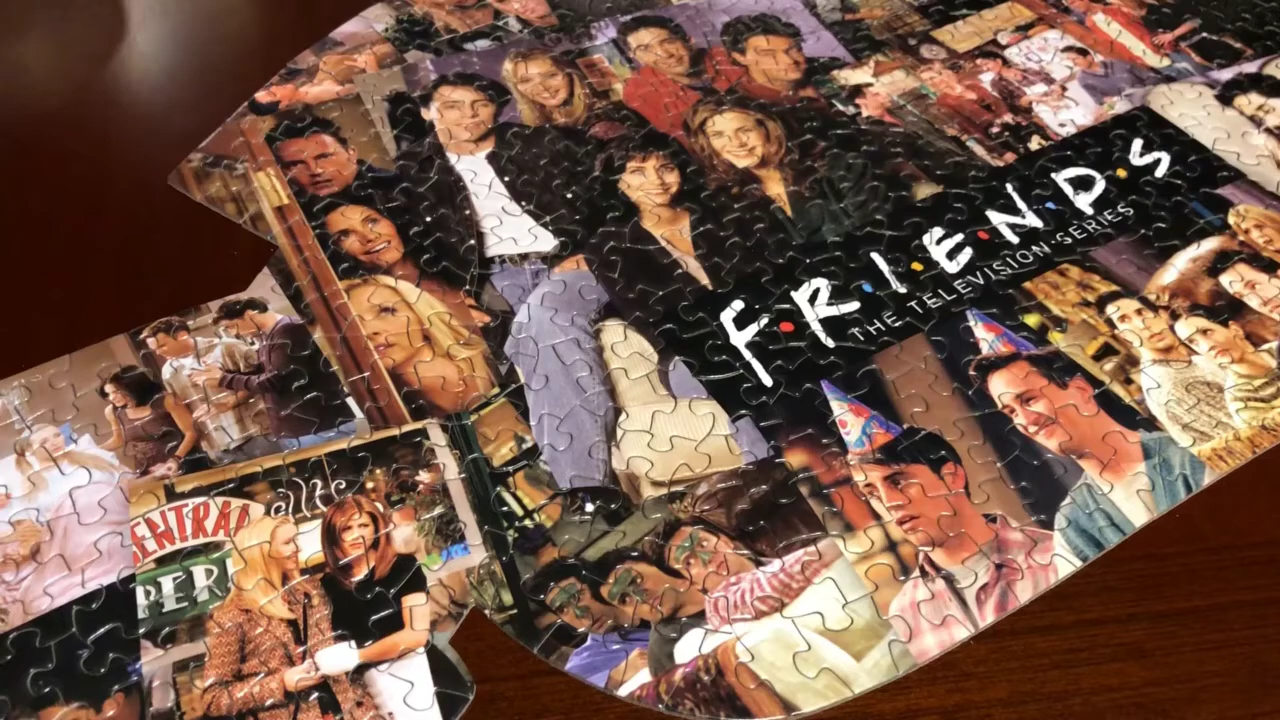 F·R·I·E·N·D·S
THE TELEVISION SERIES
CENTRAL
PERK